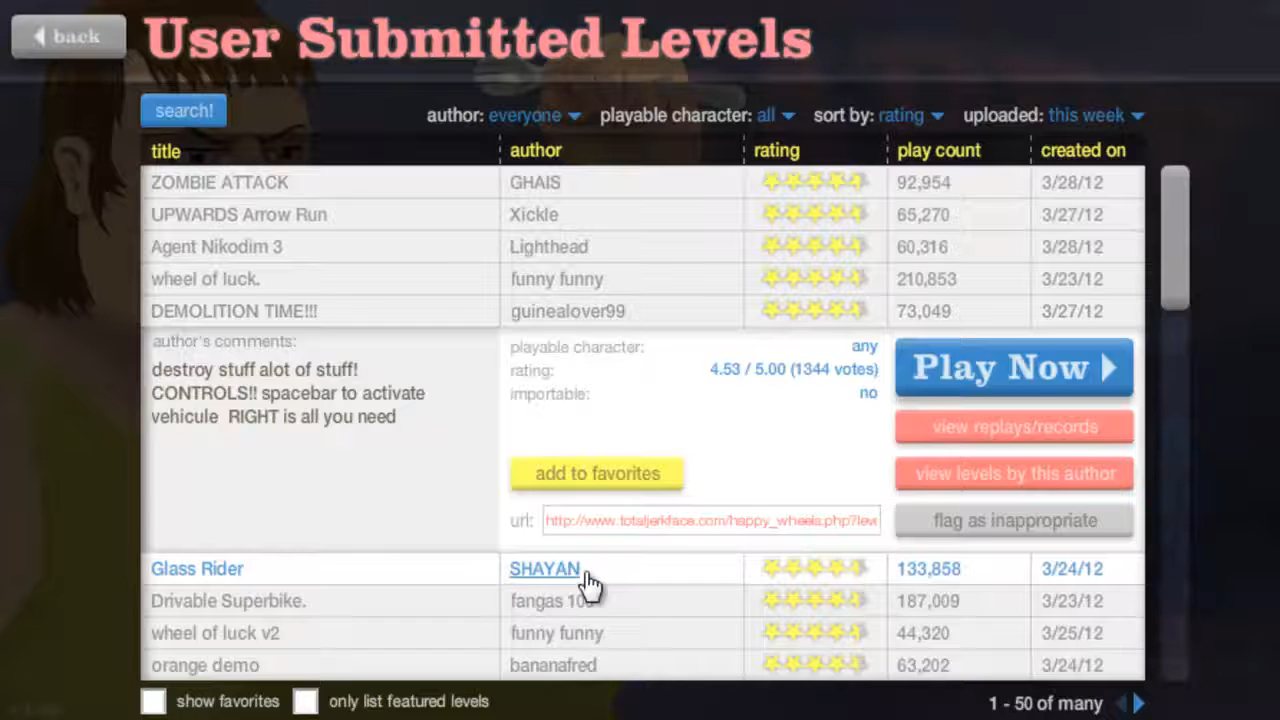 back
User Submitted Levels
search!
author: everyone playable character: all sort by: rating uploaded: this week
title author rating play count created on
ZOMBIE ATTACK GHAIS 92,954 3/28/12
UPWARDS Arrow Run Xickle 65,270 3/27/12
Agent Nikodim 3 Lighthead 60,316 3/28/12
wheel of luck. funny funny 210,853 3/23/12
DEMOLITION TIME!!! guinealover99 73,049 3/27/12
author's comments:
destroy stuff alot of stuff!
CONTROLS!! spacebar to activate
vehicule RIGHT is all you need
playable character: any
rating: 4.53 / 5.00 (1344 votes)
importable: no
add to favorites
url: http://www.totaljerkface.com/happy_wheels.php?lev
Play Now
view replays/records
view levels by this author
flag as inappropriate
Glass Rider SHAYAN 133,858 3/24/12
Drivable Superbike. fangas 187,009 3/23/12
wheel of luck v2 funny funny 44,320 3/25/12
orange demo bananafred 63,202 3/24/12
show favorites only list featured levels 1 - 50 of many